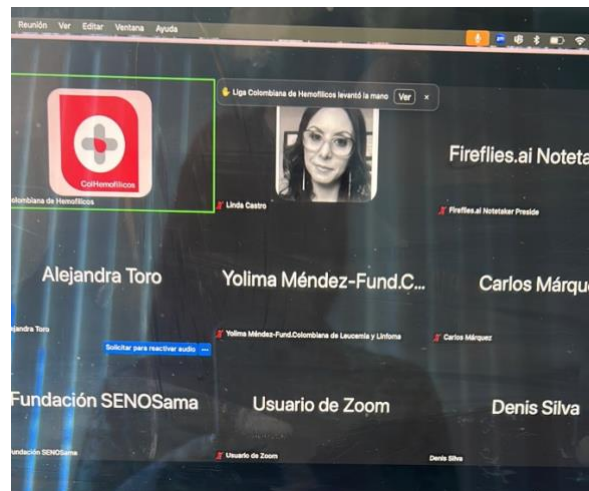 Reunión Ver Editar Ventana Ayuda
Liga Colombiana de Hemofílicos levantó la mano Ver
ColHemofílicos
olombiana de Hemofílicos
Linda Castro
Fireflies.ai Noteta
Fireflies.ai Notetaker Preside
Alejandra Toro
Yolima Méndez-Fund.C...
Carlos Márqu
jandra Toro
Yolima Méndez-Fund.Colombiana de Leucemia y Linfoma
Carlos Márquez
Solicitar para reactivar audio ...
Fundación SENOSama
Usuario de Zoom
Denis Silva
undación SENOSama
Usuario de Zoom
Denis Silva